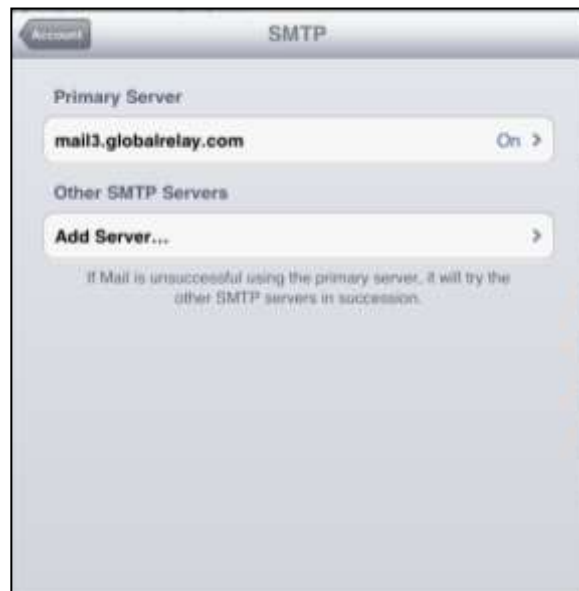 Account
SMTP
Primary Server
mail3.globalrelay.com
On
Other SMTP Servers
Add Server...
If Mail is unsuccessful using the primary server, it will try the
other SMTP servers in succession.